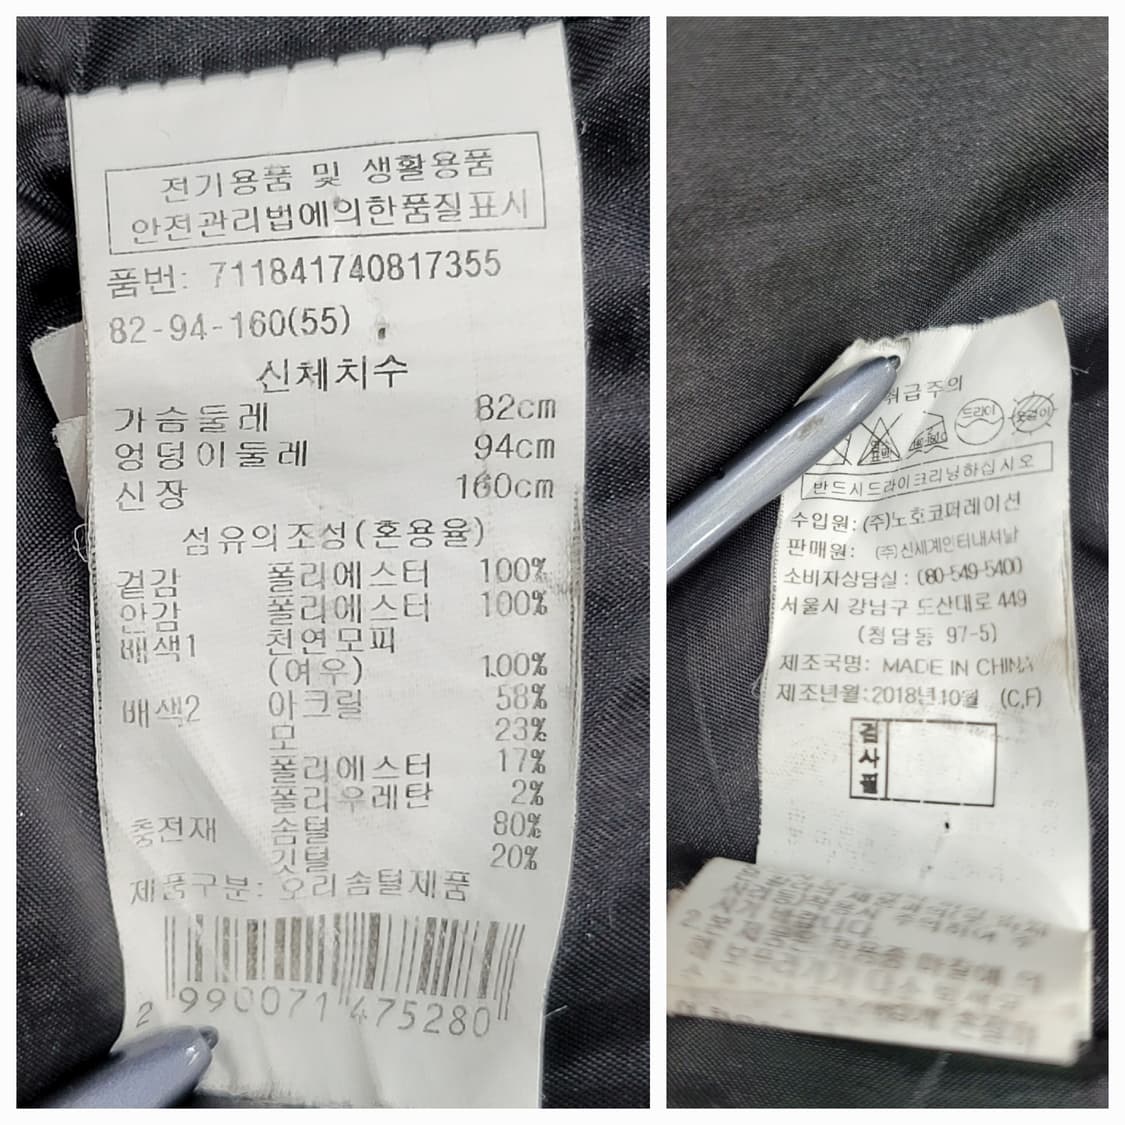 전기용품 및 생활용품
안전관리법에의한품질표시
품번: 711841740817355
82-94-160(55)
신체치수
가슴둘레 82cm
엉덩이둘레 94cm
신장 160cm
섬유의조성(혼용율)
겉감 폴리에스터 100%
안감 폴리에스터 100%
배색1 천연모피
(여우) 100%
배색2 아크릴 58%
모 23%
폴리에스터 17%
폴리우레탄 2%
충전재 솜털 80%
깃털 20%
제품구분: 오리솜털제품
2 990071 475280
취급주의
드라이
반드시드라이크리닝하십시오
수입원: (주)노호코퍼레이션
판매원: (주)신세계인터내셔날
소비자상담실 : 080-549-5400
서울시 강남구 도산대로 449
(청담동 97-5)
제조국명: MADE IN CHINA
제조년월:2018년10월 (C,F)
검사필